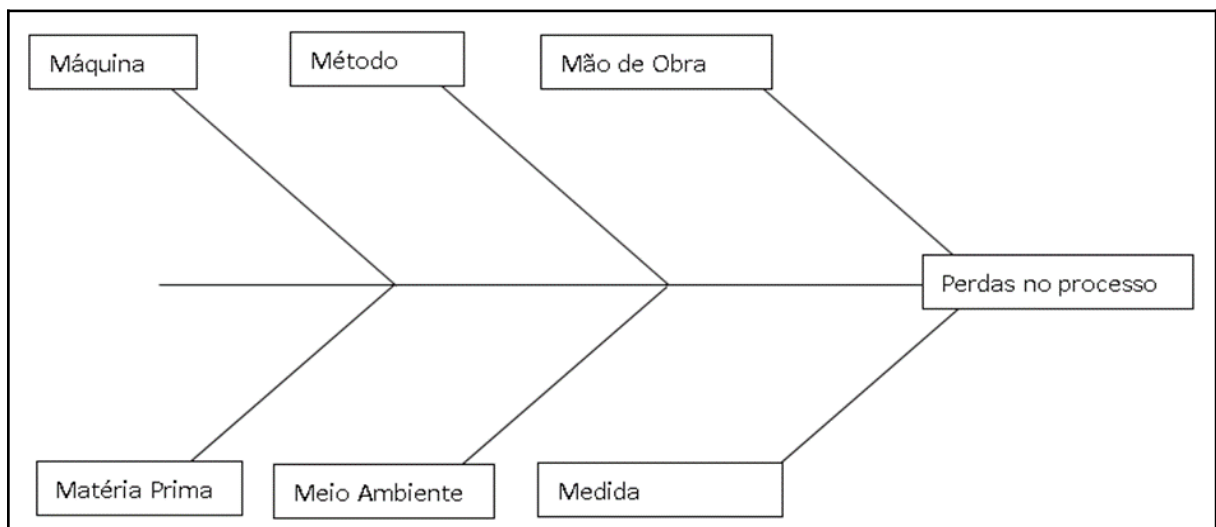 Máquina
Método
Mão de Obra
Perdas no processo
Matéria Prima
Meio Ambiente
Medida